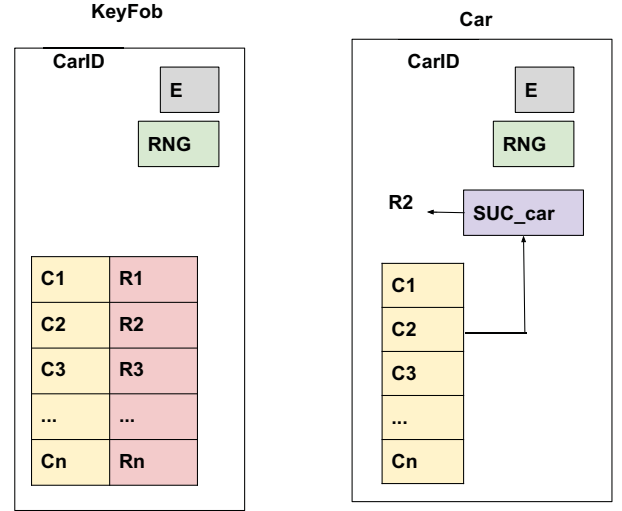 KeyFob
CarID
E
RNG
C1 R1
C2 R2
C3 R3
... ...
Cn Rn
Car
CarID
E
RNG
R2 SUC_car
C1
C2
C3
...
Cn